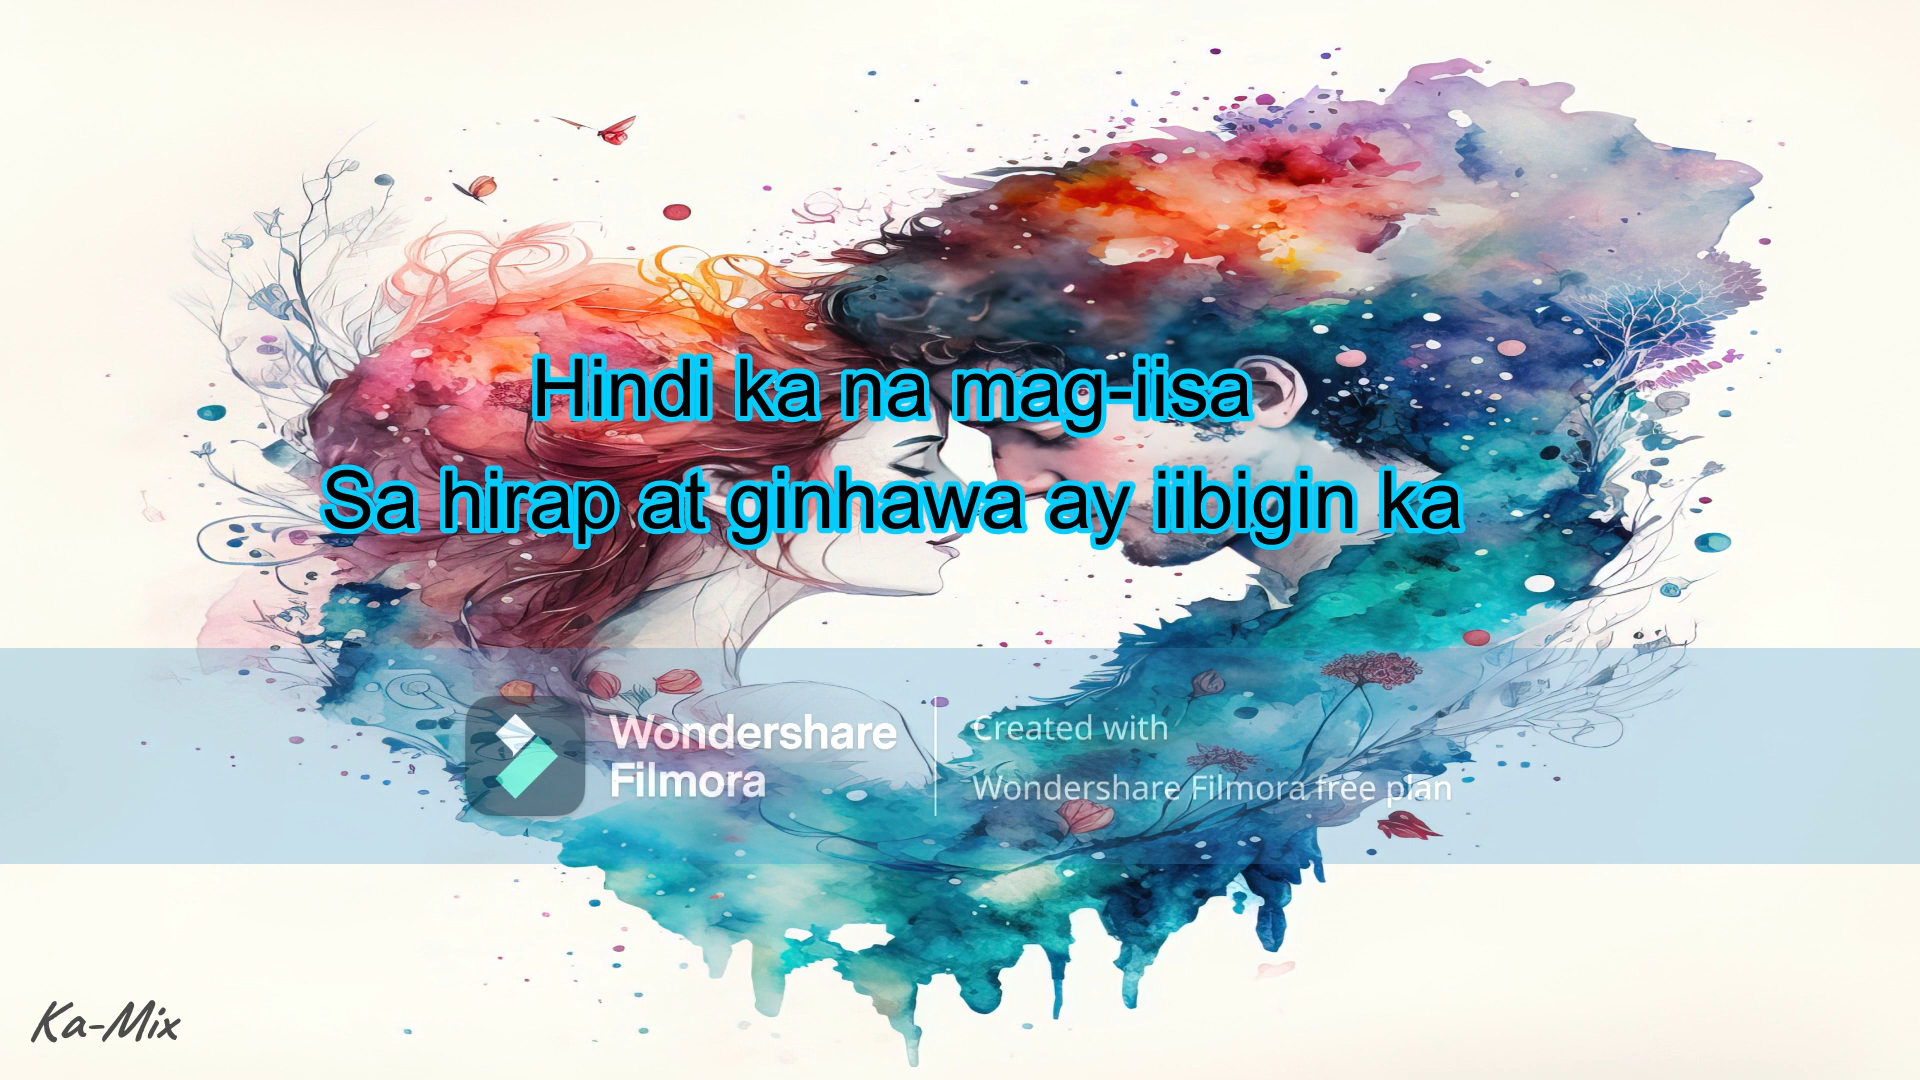 Hindi ka na mag-iisa
Sa hirap at ginhawa ay iibigin ka
Wondershare
Filmora
Created with
Wondershare Filmora free plan
Ka-Mix